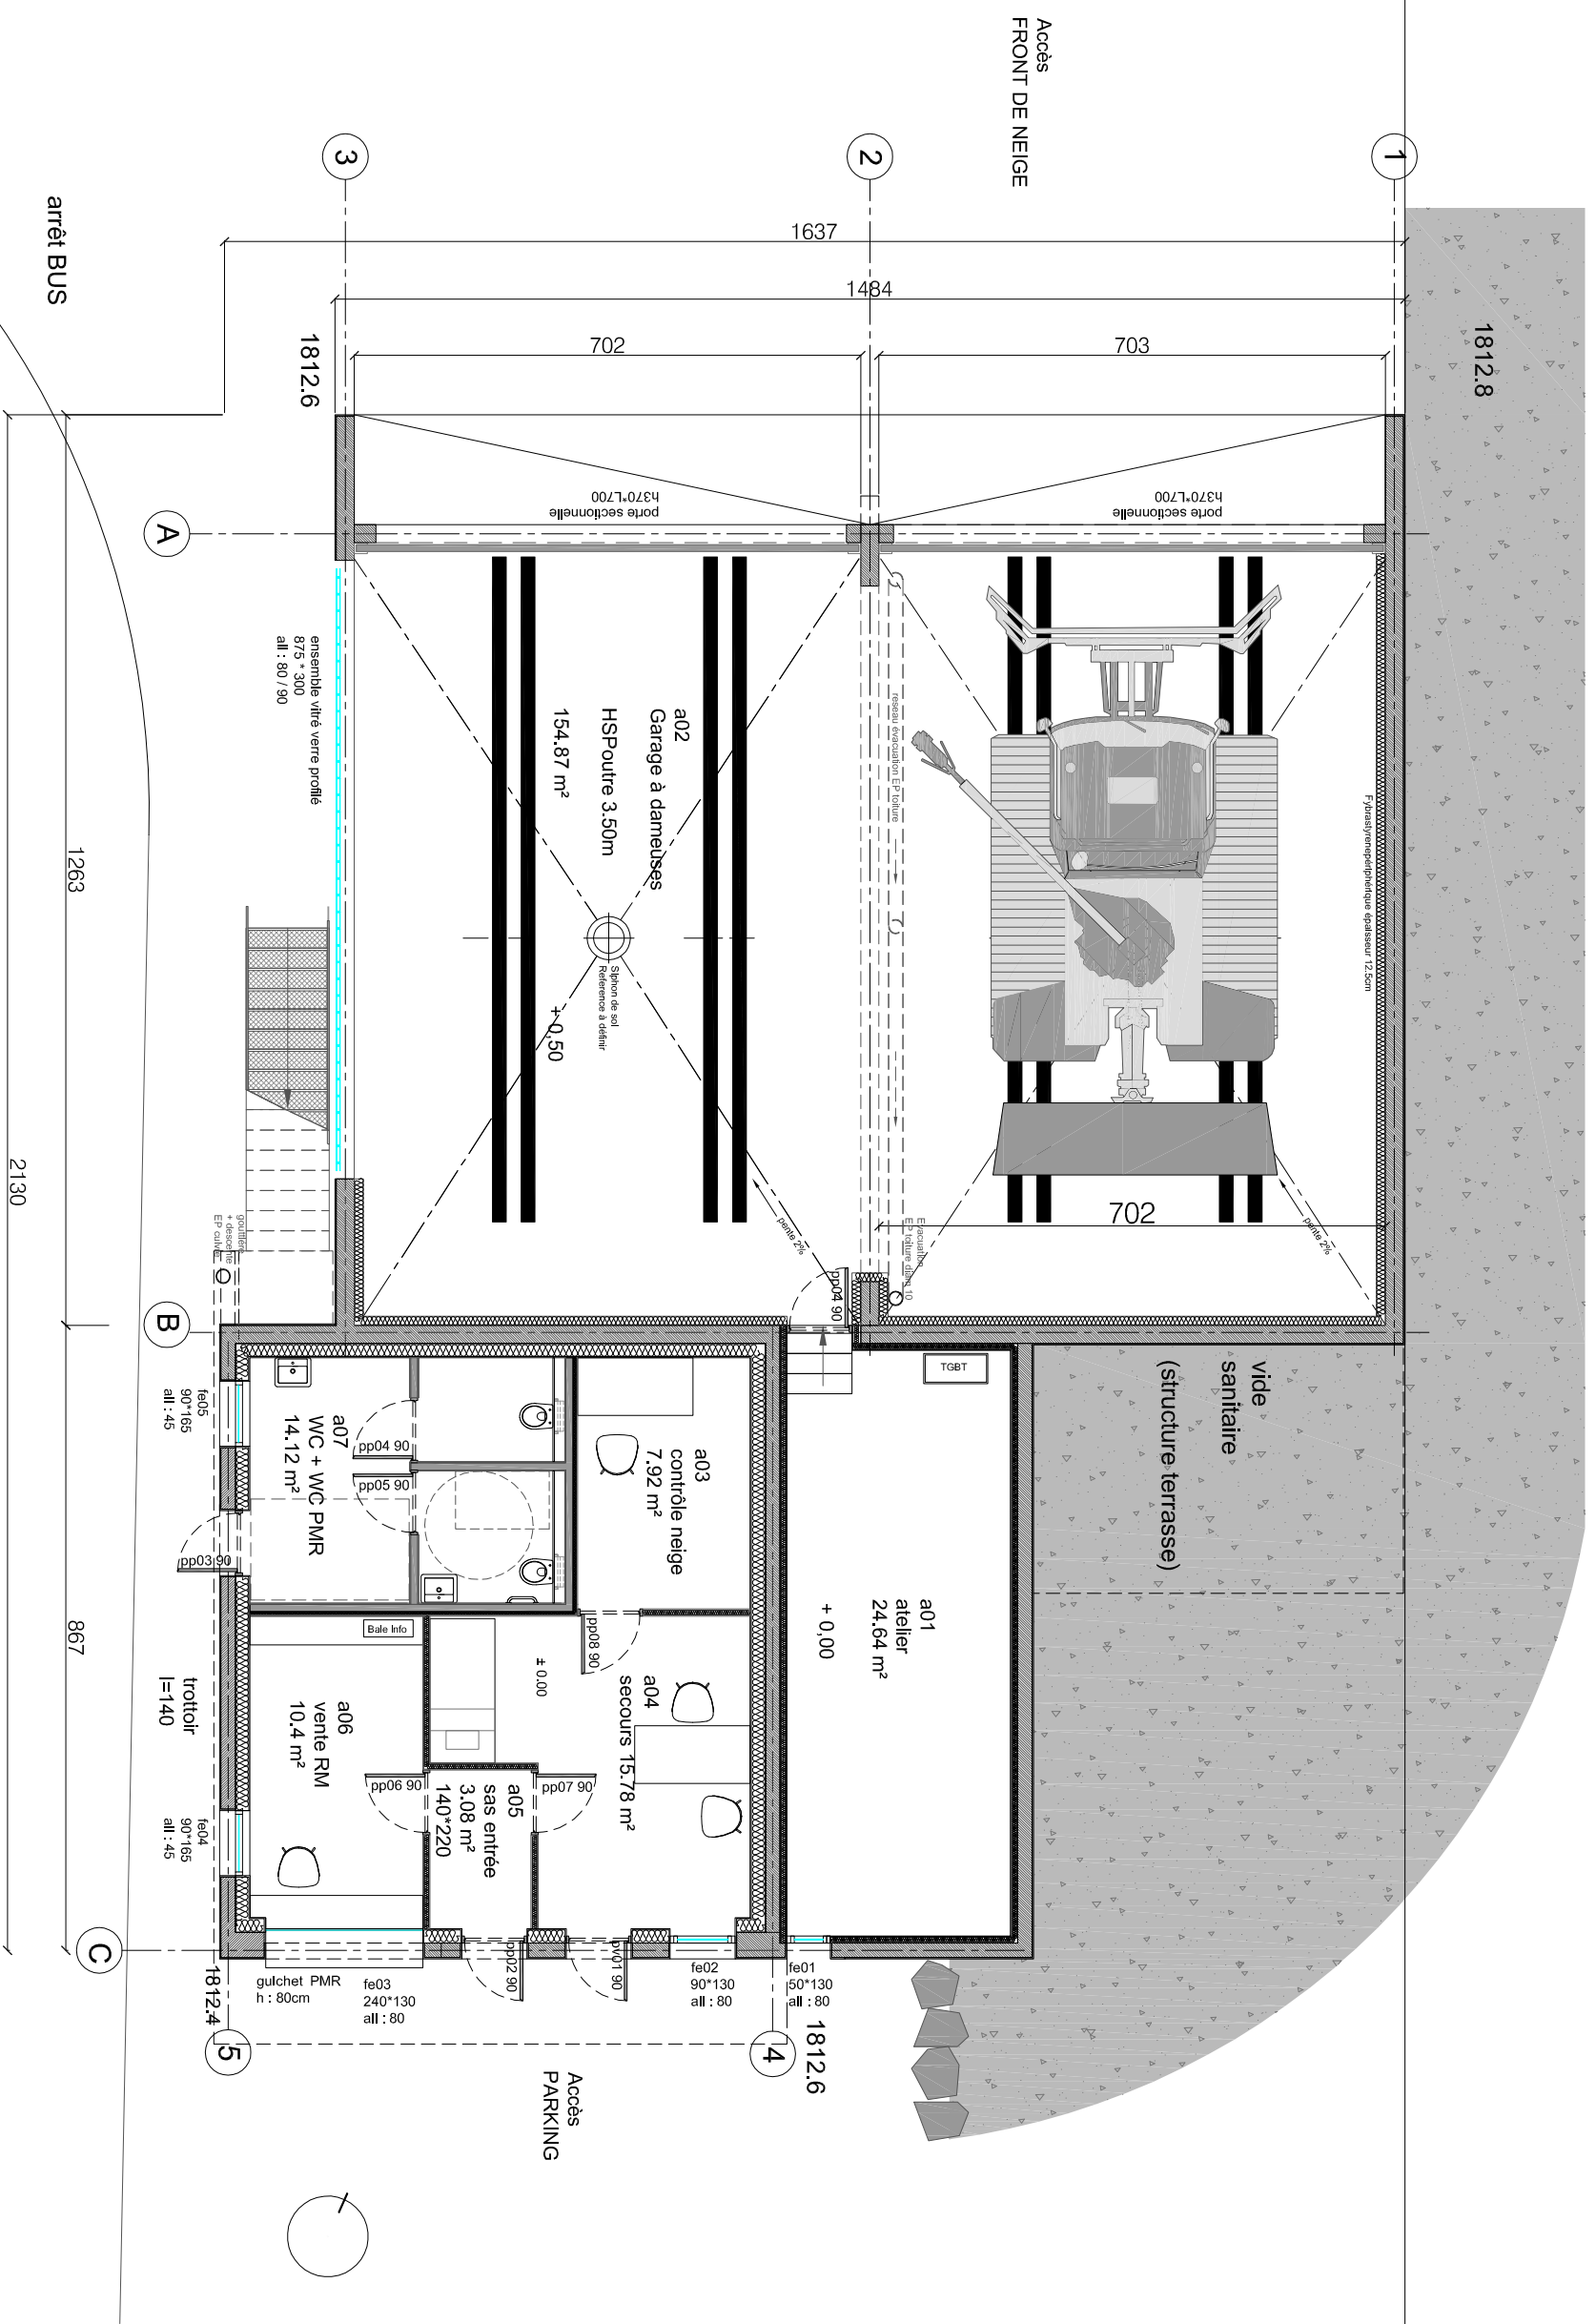 Accès
FRONT DE NEIGE
1
2
3
1637
1484
703
702
1812.8
1812.6
arrêt BUS
A
porte sectionnelle
h370*L700
porte sectionnelle
h370*L700
Fybrastyrenepériphérique épaisseur 12.5cm
reseau évacuation EP toiture
a02
Garage à dameuses
HSPoutre 3.50m
154.87 m²
Siphon de sol
Reference à définir
+ 0,50
ensemble vitré verre profilé
875 * 300
all : 80 / 90
702
pente 2%
pente 2%
Evacuation
EP toiture diam 10
pp04 90
gouttière
+ descente
EP cuivre
B
1263
2130
867
vide
sanitaire
(structure terrasse)
TGBT
a01
atelier
24.64 m²
+ 0,00
a03
contrôle neige
7.92 m²
a07
WC + WC PMR
14.12 m²
pp04 90
pp05 90
pp03 90
fe05
90*165
all : 45
pp08 90
± 0.00
a04
secours 15.78 m²
Baie Info
a06
vente RM
10.4 m²
pp06 90
pp07 90
a05
sas entrée
3.08 m²
140*220
trottoir
l=140
fe04
90*165
all : 45
pp02 90
pv01 90
guichet PMR
h : 80cm
fe03
240*130
all : 80
fe02
90*130
all : 80
fe01
50*130
all : 80
C
1812.4
5
4
1812.6
Accès
PARKING